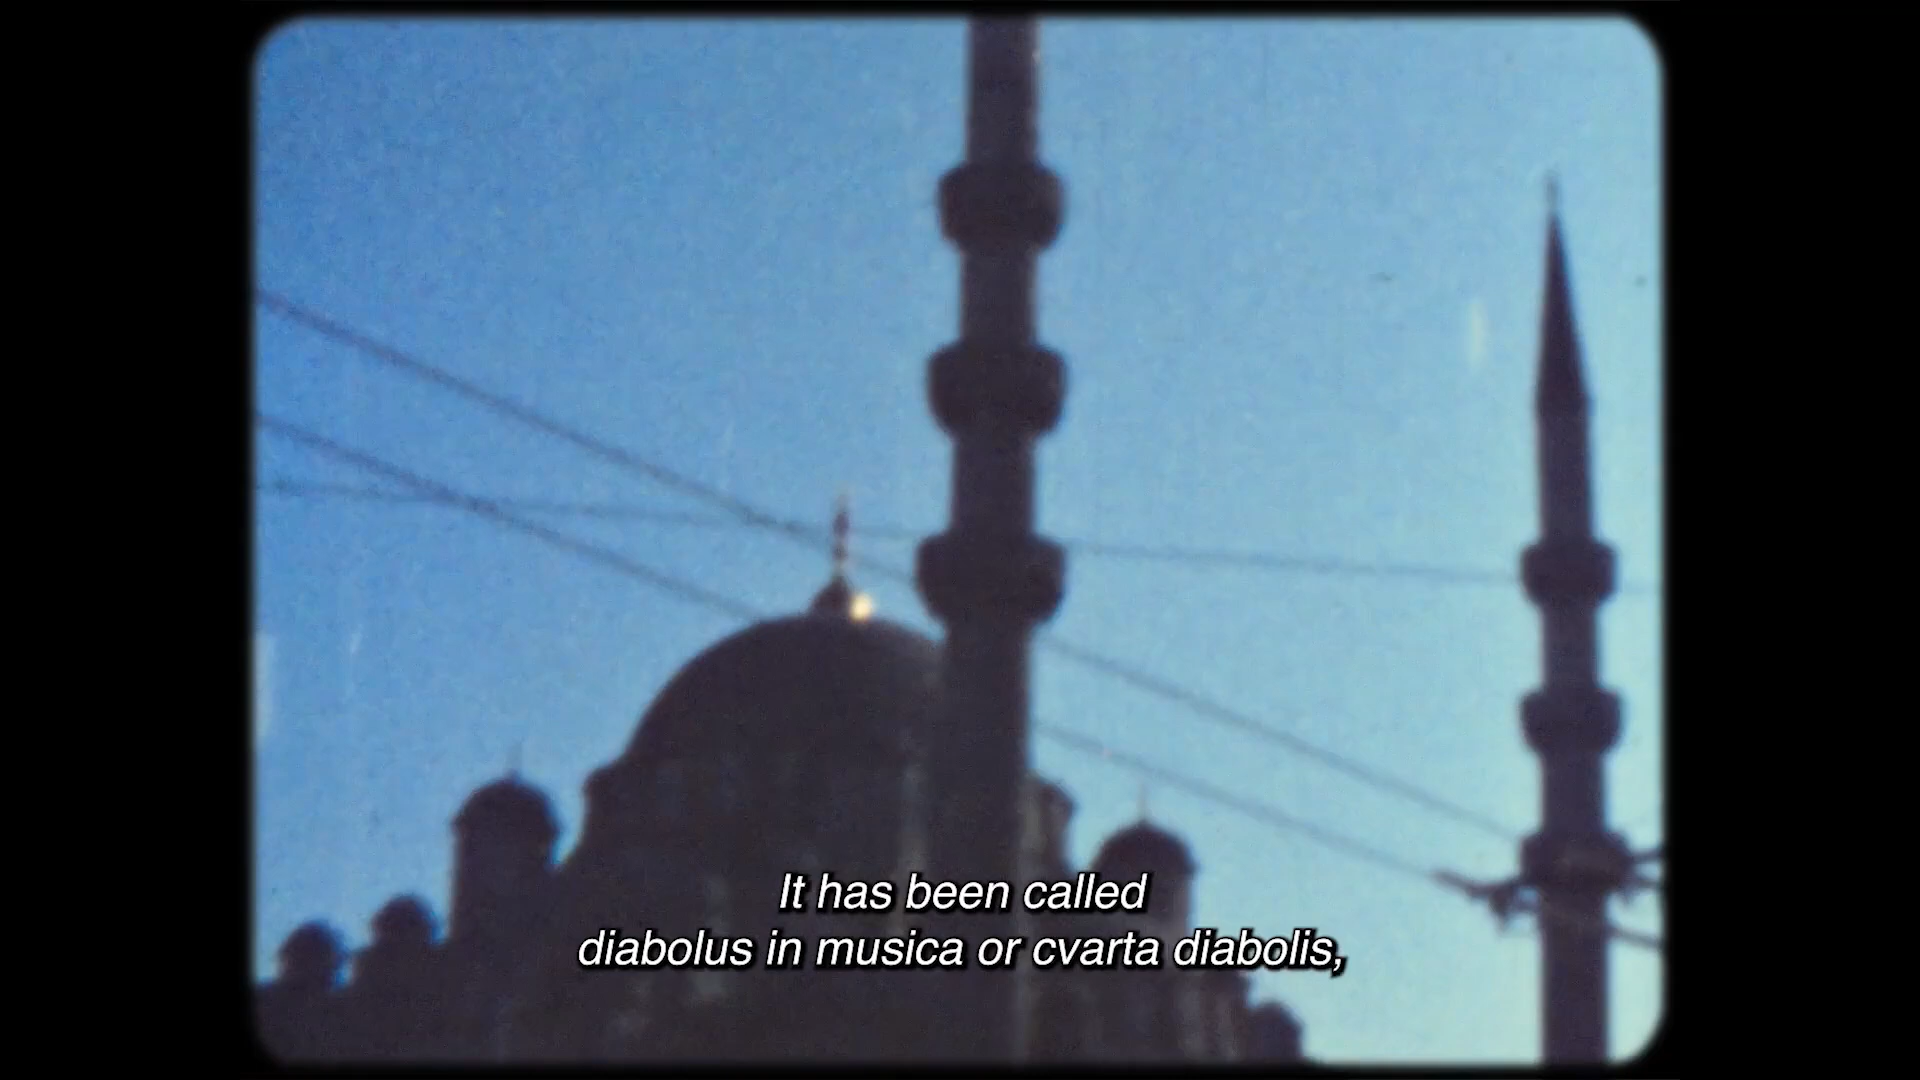 It has been called
diabolus in musica or cvarta diabolis,